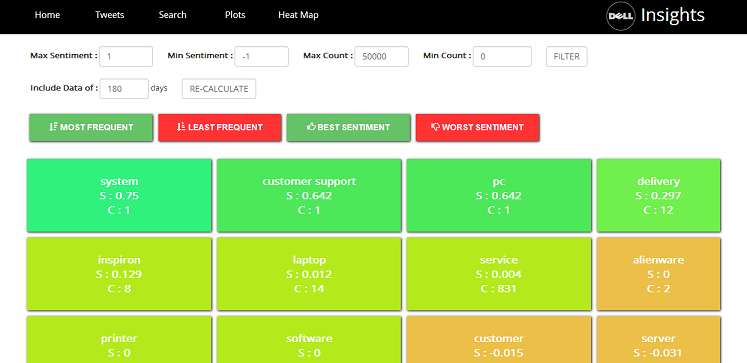 Home Tweets Search Plots Heat Map DELL Insights
Max Sentiment : 1 Min Sentiment : -1 Max Count : 50000 Min Count : 0 FILTER
Include Data of : 180 days RE-CALCULATE
MOST FREQUENT LEAST FREQUENT BEST SENTIMENT WORST SENTIMENT
system customer support pc delivery
S : 0.75 S : 0.642 S : 0.642 S : 0.297
C : 1 C : 1 C : 1 C : 12
inspiron laptop service alienware
S : 0.129 S : 0.012 S : 0.004 S : 0
C : 8 C : 14 C : 831 C : 2
printer software customer server
S : 0 S : 0 S : -0.015 S : -0.031